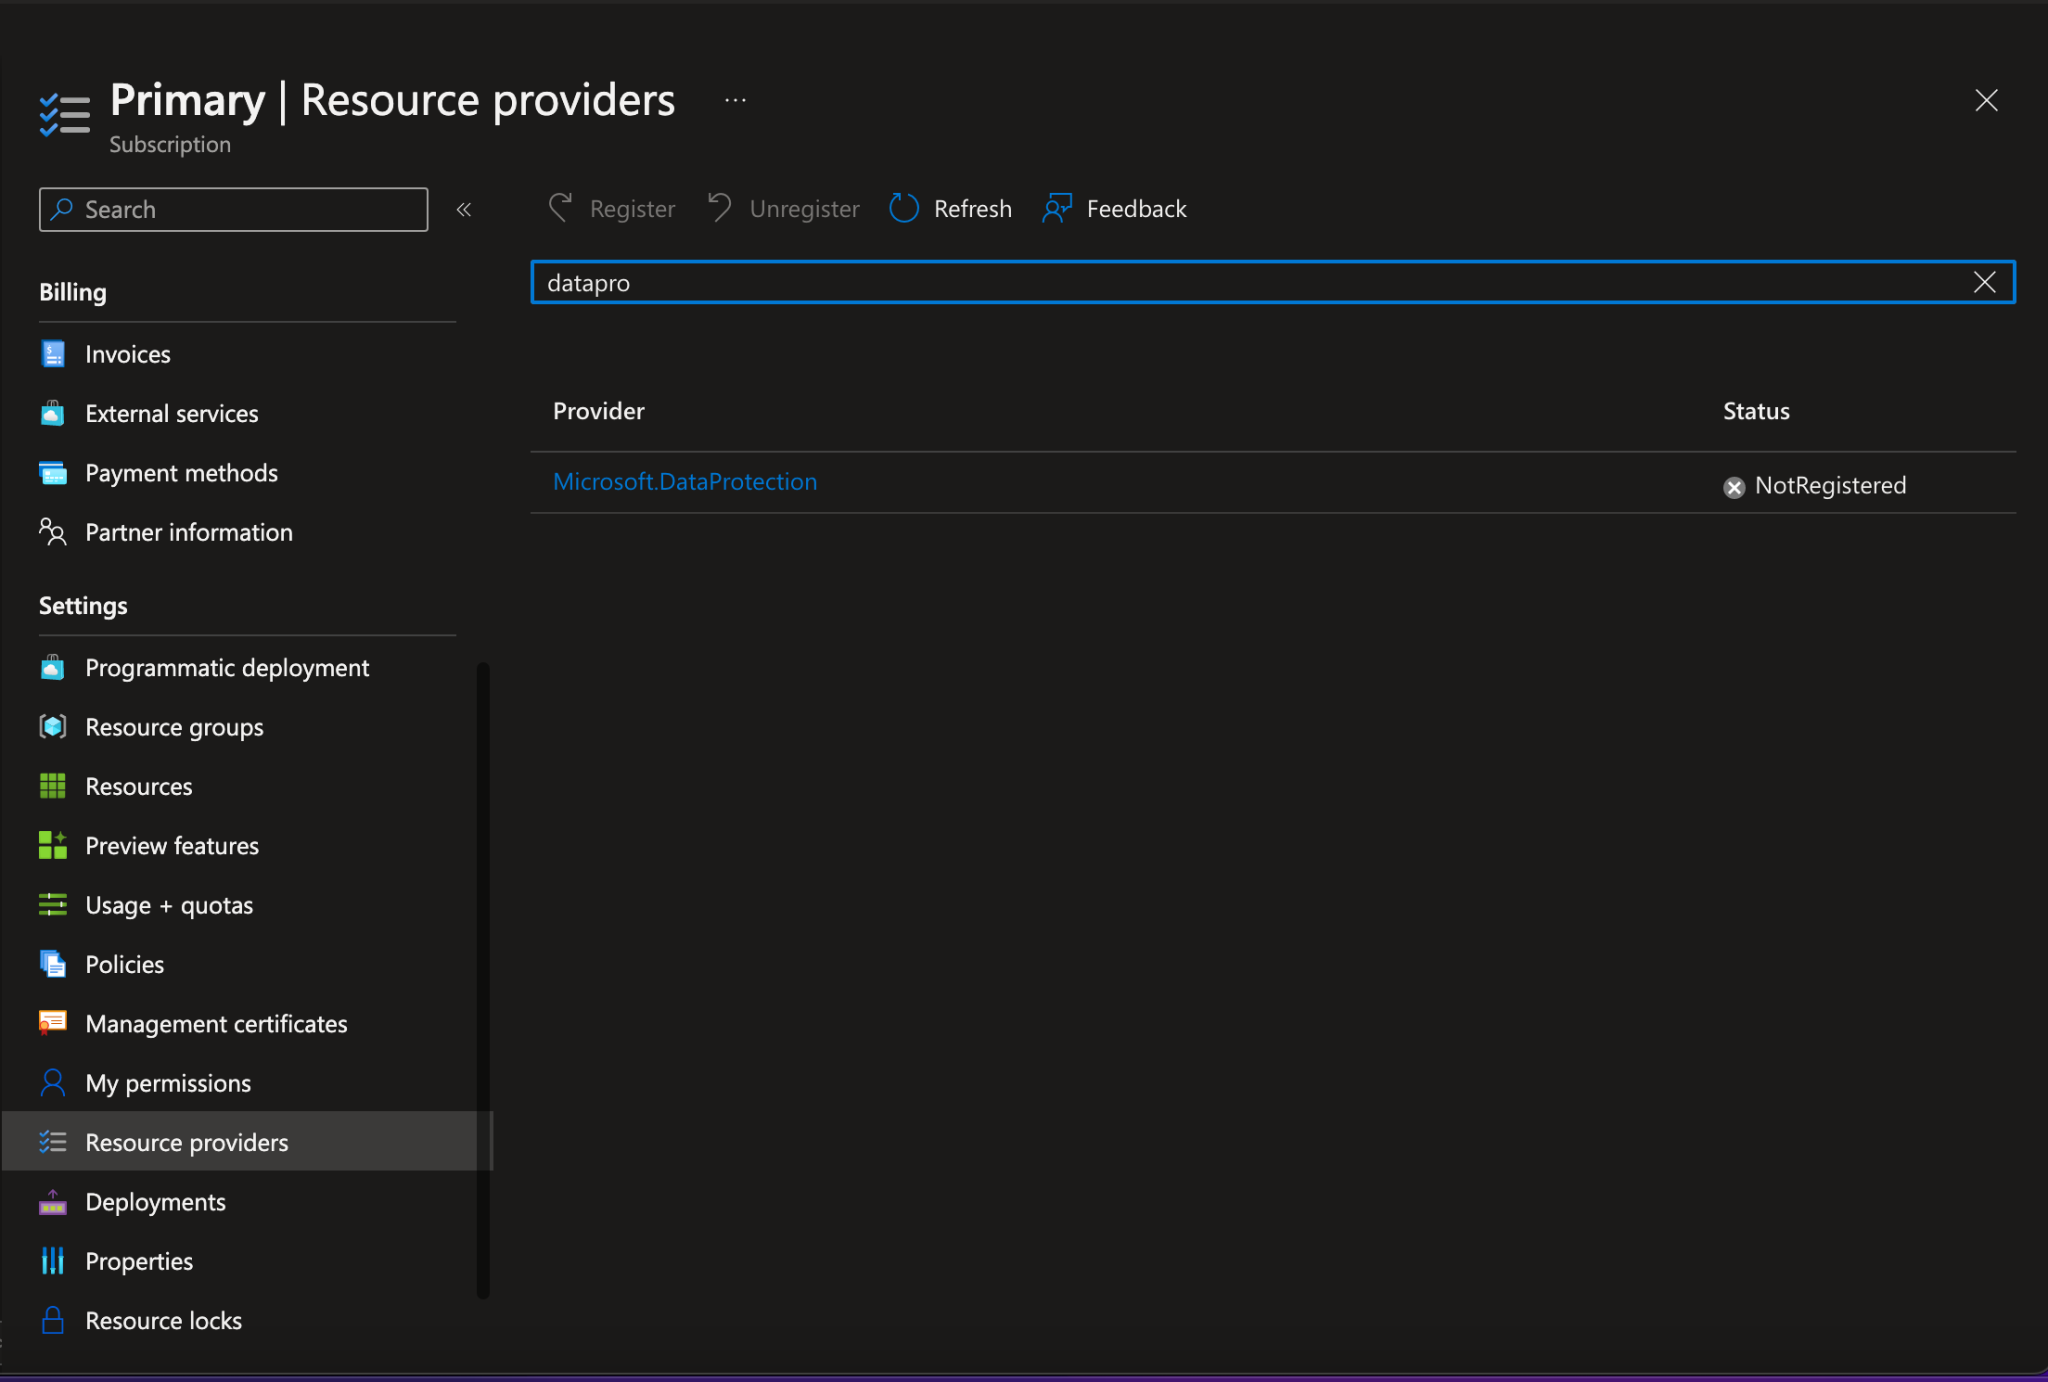 Primary | Resource providers ...
Subscription
Search
«
Register
Unregister
Refresh
Feedback
datapro
Billing
Invoices
External services
Payment methods
Partner information
Settings
Programmatic deployment
Resource groups
Resources
Preview features
Usage + quotas
Policies
Management certificates
My permissions
Resource providers
Deployments
Properties
Resource locks
Provider
Status
Microsoft.DataProtection
NotRegistered